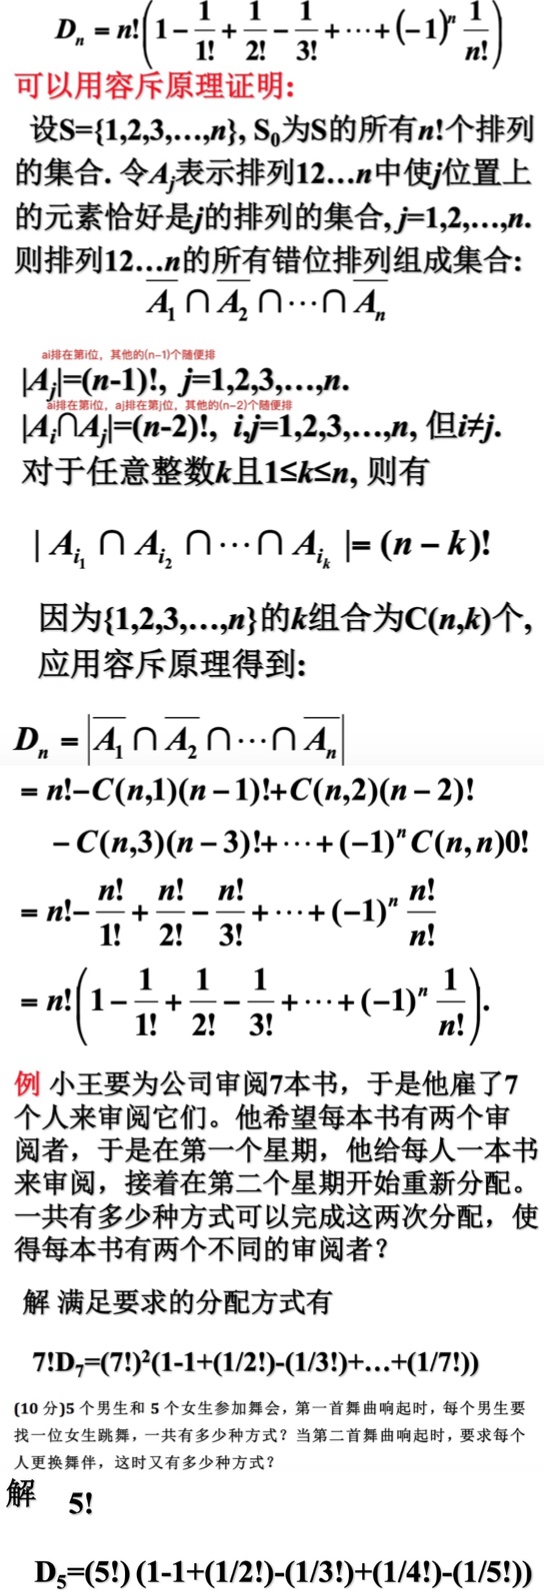 Dₙ = n!(1 − 1/1! + 1/2! − 1/3! + ⋯ + (−1)ⁿ 1/n!)
可以用容斥原理证明:
设S={1,2,3,…,n}, S₀为S的所有n!个排列
的集合. 令Aⱼ表示排列12…n中使j位置上
的元素恰好是j的排列的集合, j=1,2,…,n.
则排列12…n的所有错位排列组成集合:
A̅₁ ∩ A̅₂ ∩ ⋯ ∩ A̅ₙ
ai排在第i位，其他的(n-1)个随便排
|Aⱼ|=(n-1)!, j=1,2,3,…,n.
ai排在第i位，aj排在第j位，其他的(n-2)个随便排
|Aᵢ∩Aⱼ|=(n-2)!, i,j=1,2,3,…,n, 但i≠j.
对于任意整数k且1≤k≤n, 则有
| A_{i₁} ∩ A_{i₂} ∩ ⋯ ∩ A_{iₖ} |= (n − k)!
因为{1,2,3,…,n}的k组合为C(n,k)个,
应用容斥原理得到:
Dₙ = |A̅₁ ∩ A̅₂ ∩ ⋯ ∩ A̅ₙ|
= n!−C(n,1)(n − 1)!+C(n,2)(n − 2)!
− C(n,3)(n − 3)!+ ⋯ + (−1)ⁿ C(n,n)0!
= n!− n!/1! + n!/2! − n!/3! + ⋯ + (−1)ⁿ n!/n!
= n!(1 − 1/1! + 1/2! − 1/3! + ⋯ + (−1)ⁿ 1/n!).
例 小王要为公司审阅7本书，于是他雇了7
个人来审阅它们。他希望每本书有两个审
阅者，于是在第一个星期，他给每人一本书
来审阅，接着在第二个星期开始重新分配。
一共有多少种方式可以完成这两次分配，使
得每本书有两个不同的审阅者？
解 满足要求的分配方式有
7!D₇=(7!)²(1-1+(1/2!)-(1/3!)+…+(1/7!))
(10 分)5 个男生和 5 个女生参加舞会，第一首舞曲响起时，每个男生要
找一位女生跳舞，一共有多少种方式？当第二首舞曲响起时，要求每个
人更换舞伴，这时又有多少种方式？
解 5!
D₅=(5!) (1-1+(1/2!)-(1/3!)+(1/4!)-(1/5!))